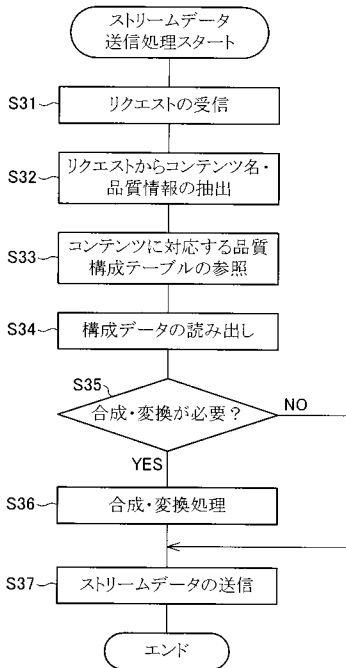 ストリームデータ
送信処理スタート
S31
リクエストの受信
S32
リクエストからコンテンツ名・
品質情報の抽出
S33
コンテンツに対応する品質
構成テーブルの参照
S34
構成データの読み出し
S35
合成・変換が必要？
NO
YES
S36
合成・変換処理
S37
ストリームデータの送信
エンド